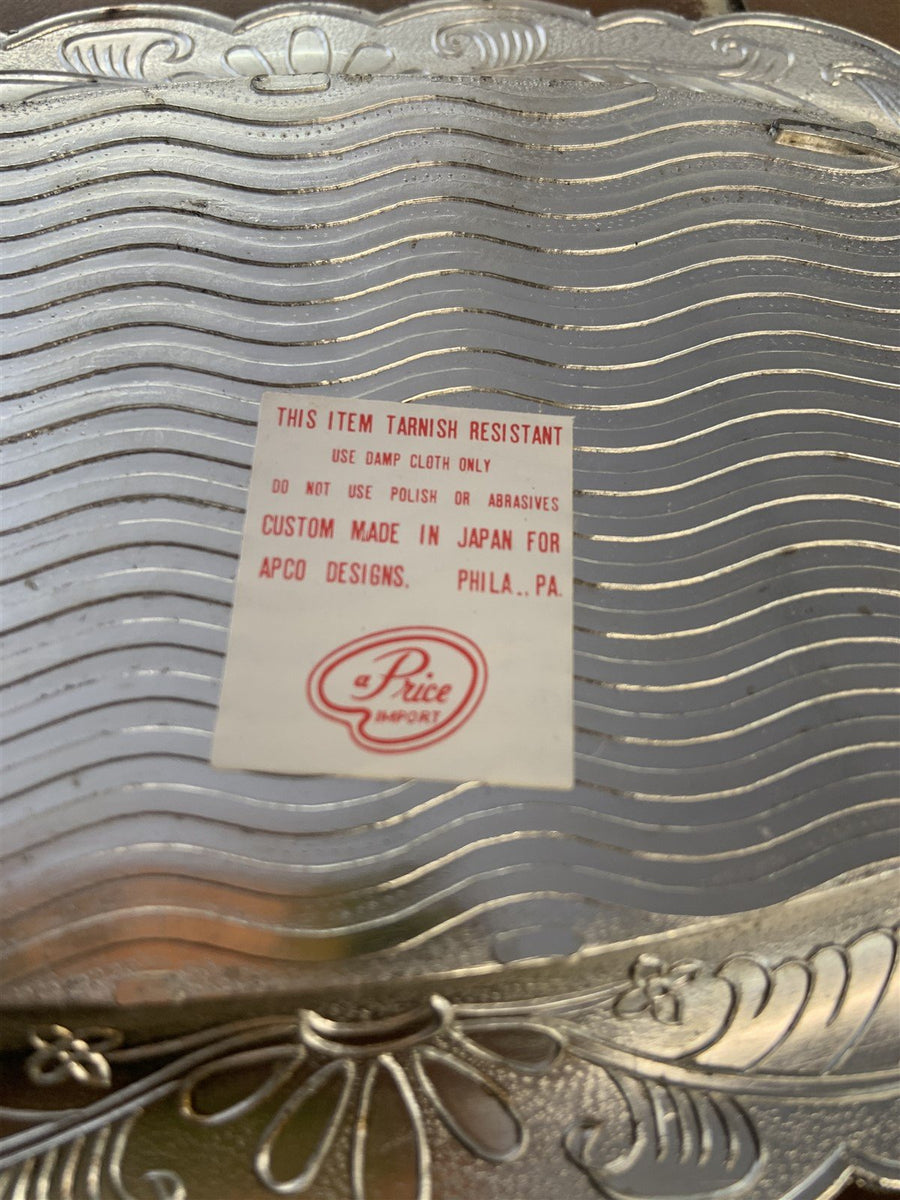 THIS ITEM TARNISH RESISTANT
USE DAMP CLOTH ONLY
DO NOT USE POLISH OR ABRASIVES
CUSTOM MADE IN JAPAN FOR
APCO DESIGNS. PHILA.. PA.
a Price
IMPORT